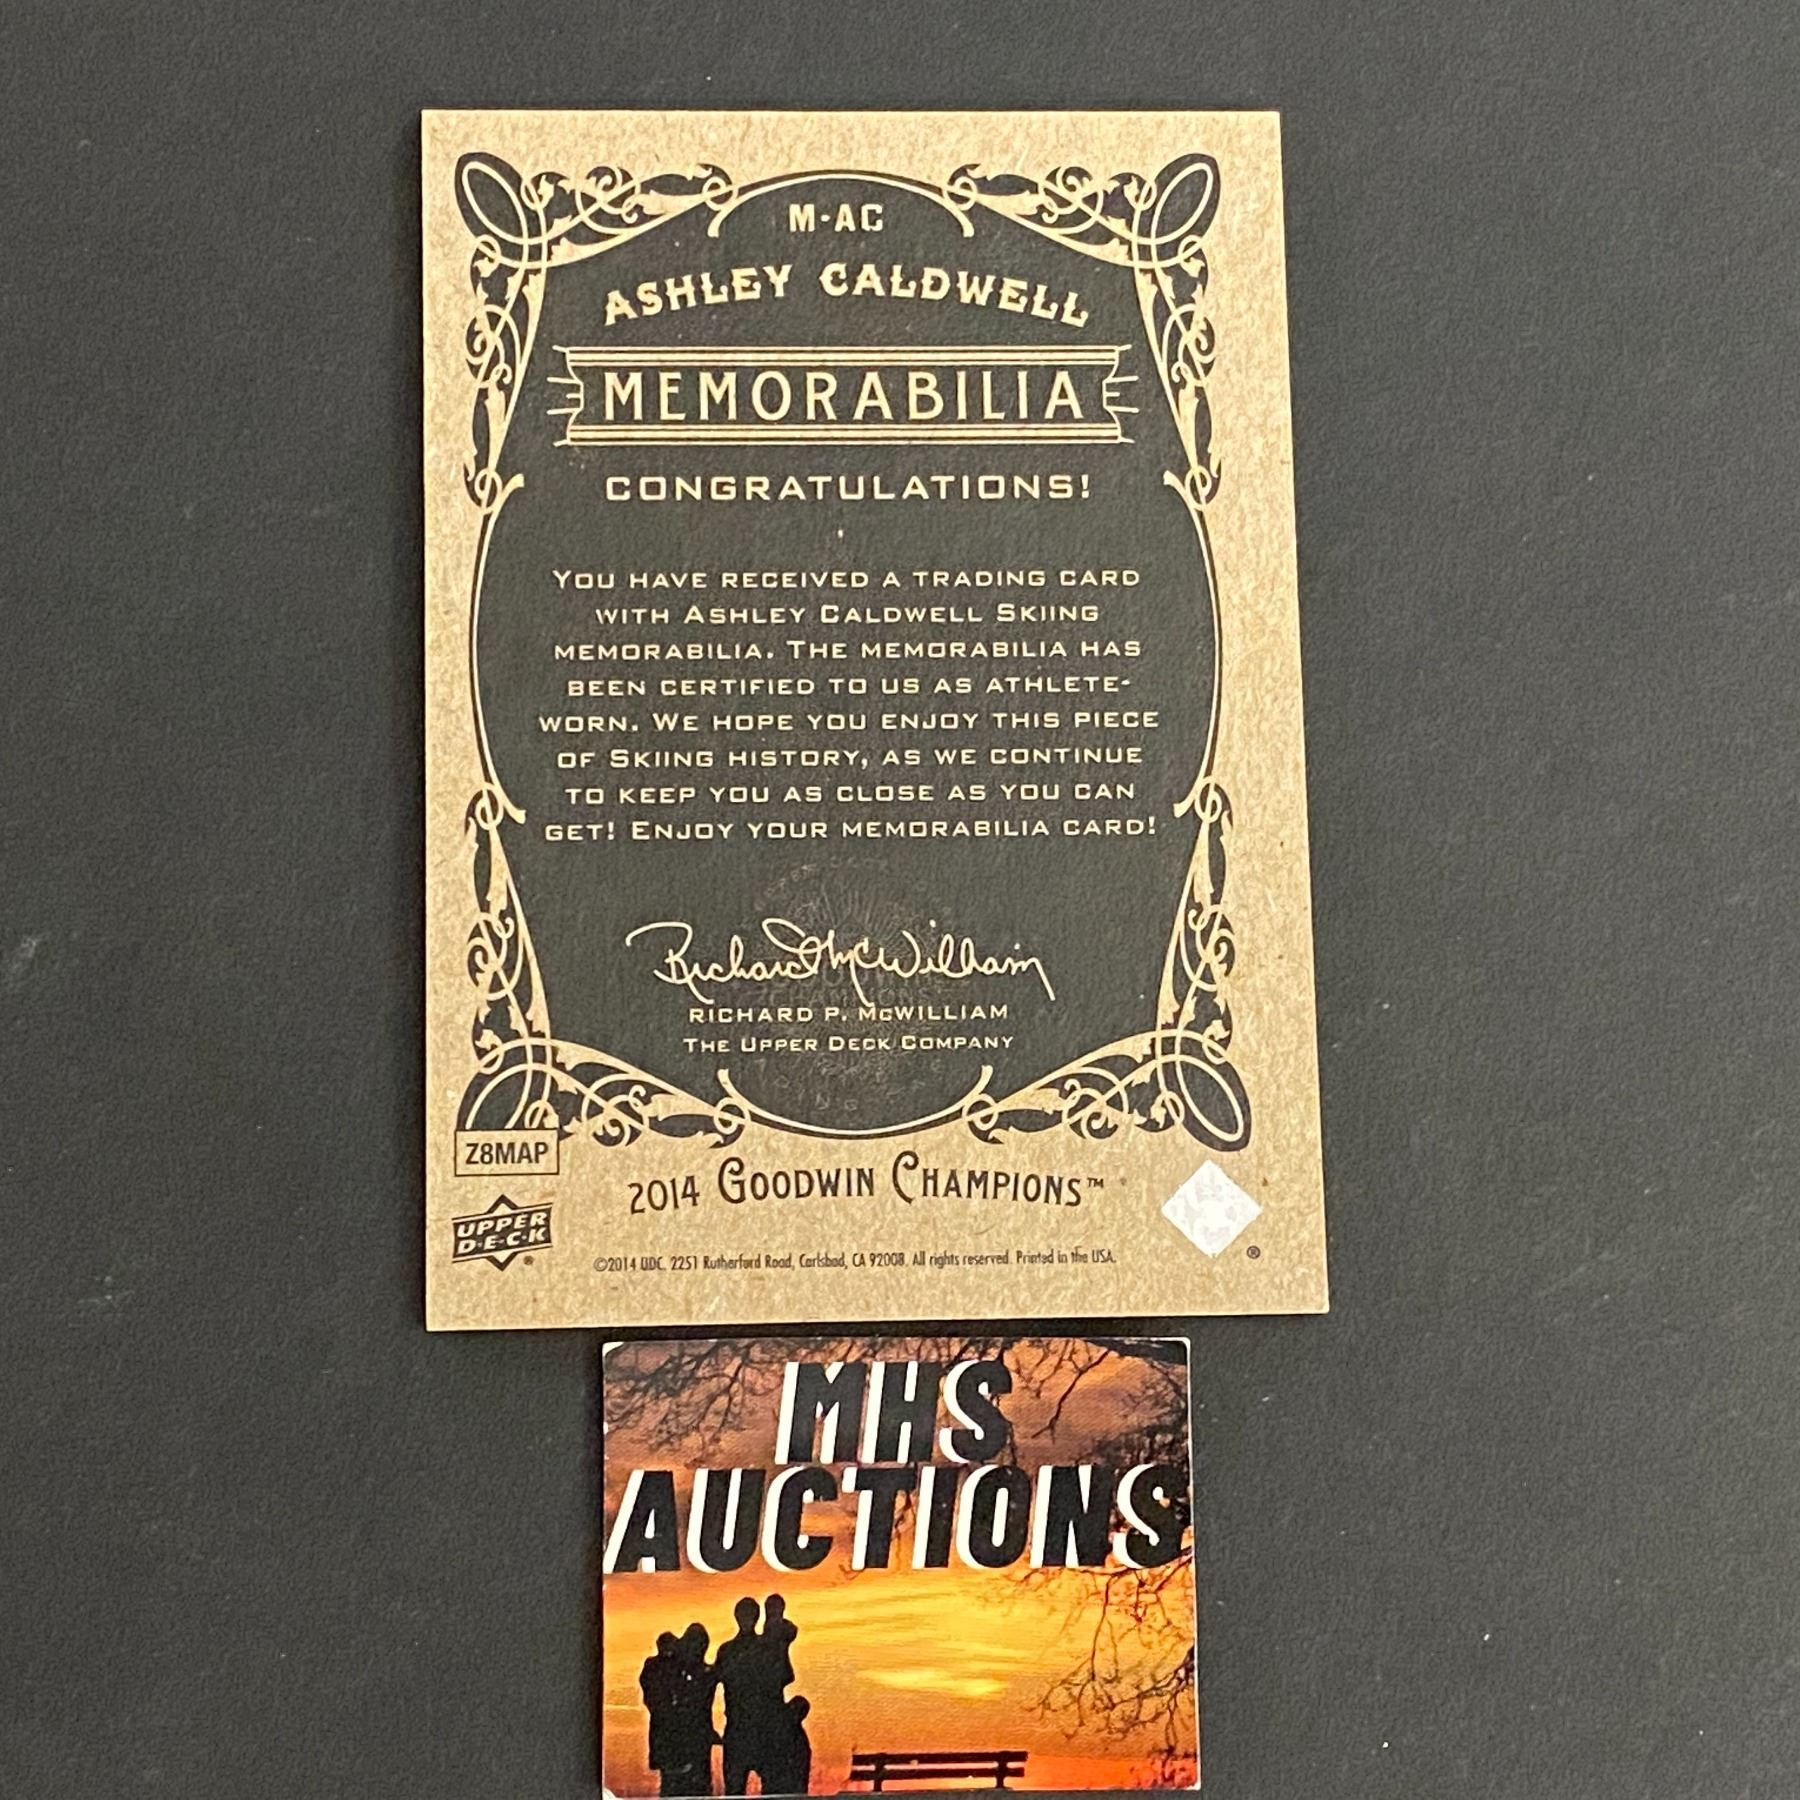 M-AC
ASHLEY CALDWELL
MEMORABILIA
CONGRATULATIONS!
YOU HAVE RECEIVED A TRADING CARD
WITH ASHLEY CALDWELL SKIING
MEMORABILIA. THE MEMORABILIA HAS
BEEN CERTIFIED TO US AS ATHLETE-
WORN. WE HOPE YOU ENJOY THIS PIECE
OF SKIING HISTORY, AS WE CONTINUE
TO KEEP YOU AS CLOSE AS YOU CAN
GET! ENJOY YOUR MEMORABILIA CARD!
Richard McWilliam
RICHARD P. McWILLIAM
THE UPPER DECK COMPANY
Z8MAP
2014 GOODWIN CHAMPIONS™
UPPER
D·E·C·K
®
®
©2014 UDC. 2251 Rutherford Road, Carlsbad, CA 92008. All rights reserved. Printed in the USA.
MHS
AUCTIONS